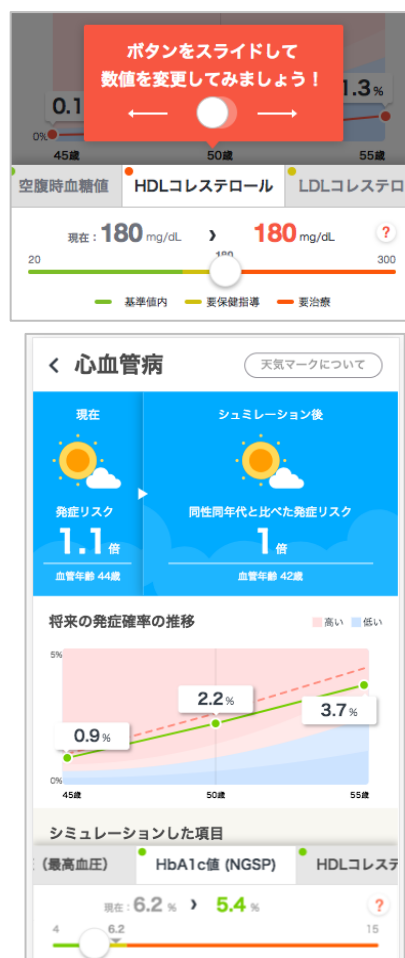 ボタンをスライドして
数値を変更してみましょう！
0.1
1.3%
0%
45歳 50歳 55歳
空腹時血糖値 HDLコレステロール LDLコレステロ
現在：180 mg/dL › 180 mg/dL ?
20 180 300
基準値内 要保健指導 要治療
‹ 心血管病 天気マークについて
現在 シュミレーション後
発症リスク 同性同年代と比べた発症リスク
1.1倍 1倍
血管年齢 44歳 血管年齢 42歳
将来の発症確率の推移 高い 低い
5%
0.9% 2.2% 3.7%
0%
45歳 50歳 55歳
シミュレーションした項目
（最高血圧） HbA1c値 (NGSP) HDLコレステ
現在：6.2 % › 5.4 % ?
4 6.2 15